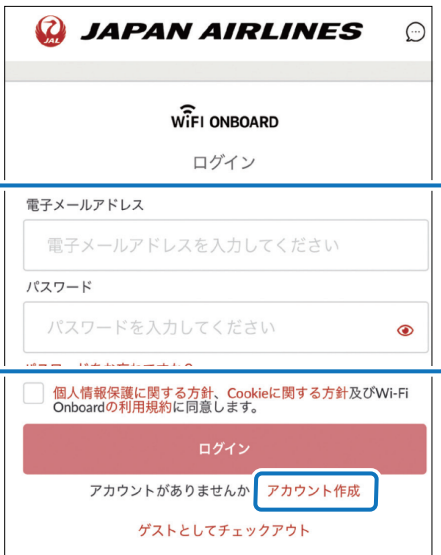 JAL
JAPAN AIRLINES
WiFi ONBOARD
ログイン
電子メールアドレス
電子メールアドレスを入力してください
パスワード
パスワードを入力してください
個人情報保護に関する方針、Cookieに関する方針及びWi-Fi
Onboardの利用規約に同意します。
ログイン
アカウントがありませんか アカウント作成
ゲストとしてチェックアウト